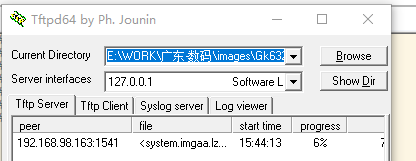 Tftpd64 by Ph. Jounin
Current Directory E:\WORK\广东·数码\images\Gk63 Browse
Server interfaces 127.0.0.1 Software L Show Dir
Tftp Server Tftp Client Syslog server Log viewer
peer file start time progress
192.168.98.163:1541 <system.imgaa.lz... 15:44:13 6% 7